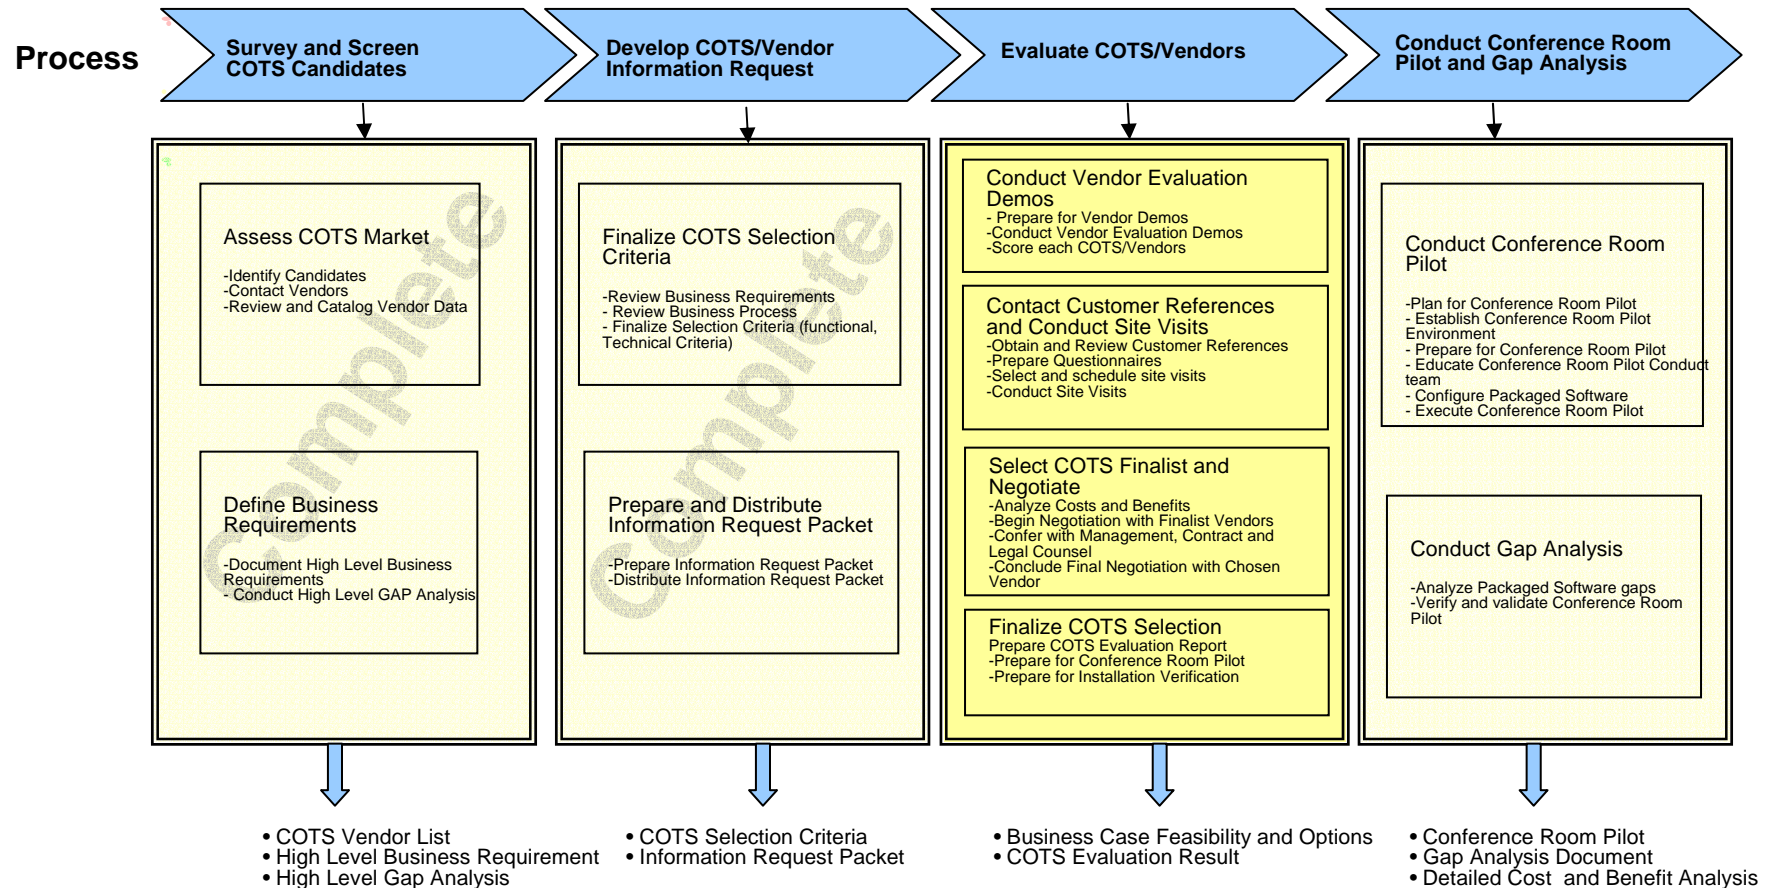 Process
Survey and Screen
COTS Candidates
Develop COTS/Vendor
Information Request
Evaluate COTS/Vendors
Conduct Conference Room
Pilot and Gap Analysis
Complete
Assess COTS Market
-Identify Candidates
-Contact Vendors
-Review and Catalog Vendor Data
Define Business
Requirements
-Document High Level Business
Requirements
- Conduct High Level GAP Analysis
Complete
Finalize COTS Selection
Criteria
-Review Business Requirements
- Review Business Process
- Finalize Selection Criteria (functional,
Technical Criteria)
Prepare and Distribute
Information Request Packet
-Prepare Information Request Packet
-Distribute Information Request Packet
Conduct Vendor Evaluation
Demos
- Prepare for Vendor Demos
-Conduct Vendor Evaluation Demos
-Score each COTS/Vendors
Contact Customer References
and Conduct Site Visits
-Obtain and Review Customer References
-Prepare Questionnaires
-Select and schedule site visits
-Conduct Site Visits
Select COTS Finalist and
Negotiate
-Analyze Costs and Benefits
-Begin Negotiation with Finalist Vendors
-Confer with Management, Contract and
Legal Counsel
-Conclude Final Negotiation with Chosen
Vendor
Finalize COTS Selection
Prepare COTS Evaluation Report
-Prepare for Conference Room Pilot
-Prepare for Installation Verification
Conduct Conference Room
Pilot
-Plan for Conference Room Pilot
- Establish Conference Room Pilot
Environment
- Prepare for Conference Room Pilot
- Educate Conference Room Pilot Conduct
team
- Configure Packaged Software
- Execute Conference Room Pilot
Conduct Gap Analysis
-Analyze Packaged Software gaps
-Verify and validate Conference Room
Pilot
• COTS Vendor List
• High Level Business Requirement
• High Level Gap Analysis
• COTS Selection Criteria
• Information Request Packet
• Business Case Feasibility and Options
• COTS Evaluation Result
• Conference Room Pilot
• Gap Analysis Document
• Detailed Cost and Benefit Analysis